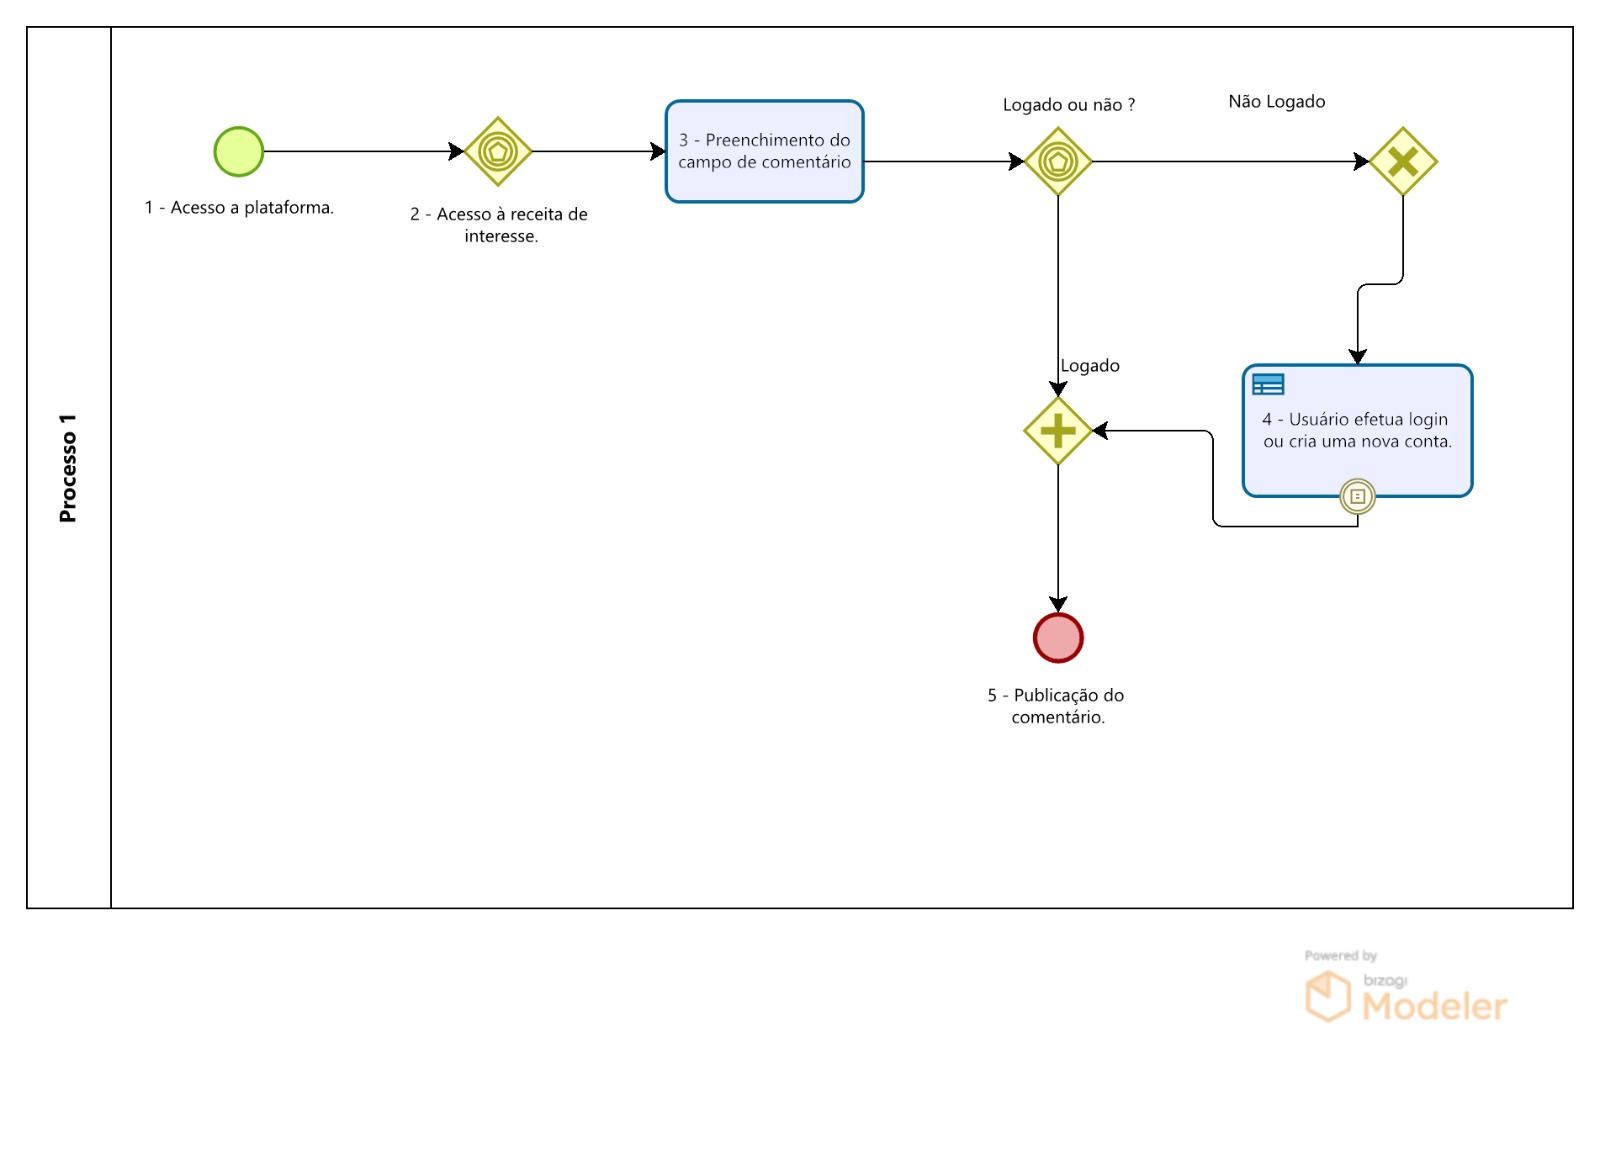 Processo 1
1 - Acesso a plataforma.
2 - Acesso à receita de
interesse.
3 - Preenchimento do
campo de comentário
Logado ou não ?
Não Logado
Logado
4 - Usuário efetua login
ou cria uma nova conta.
5 - Publicação do
comentário.
Powered by
bizagi
Modeler